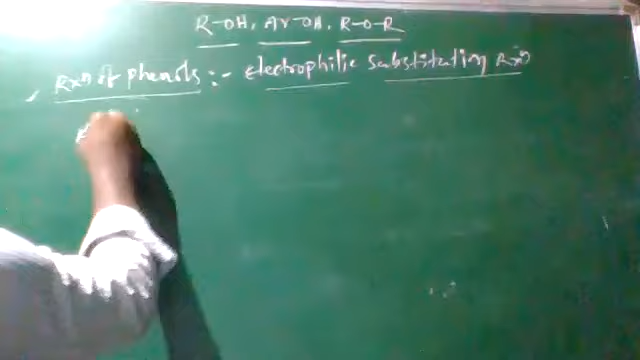 R-OH, Ar-OH, R-O-R
Rxⁿ of phenols :- electrophilic substitution Rxⁿ